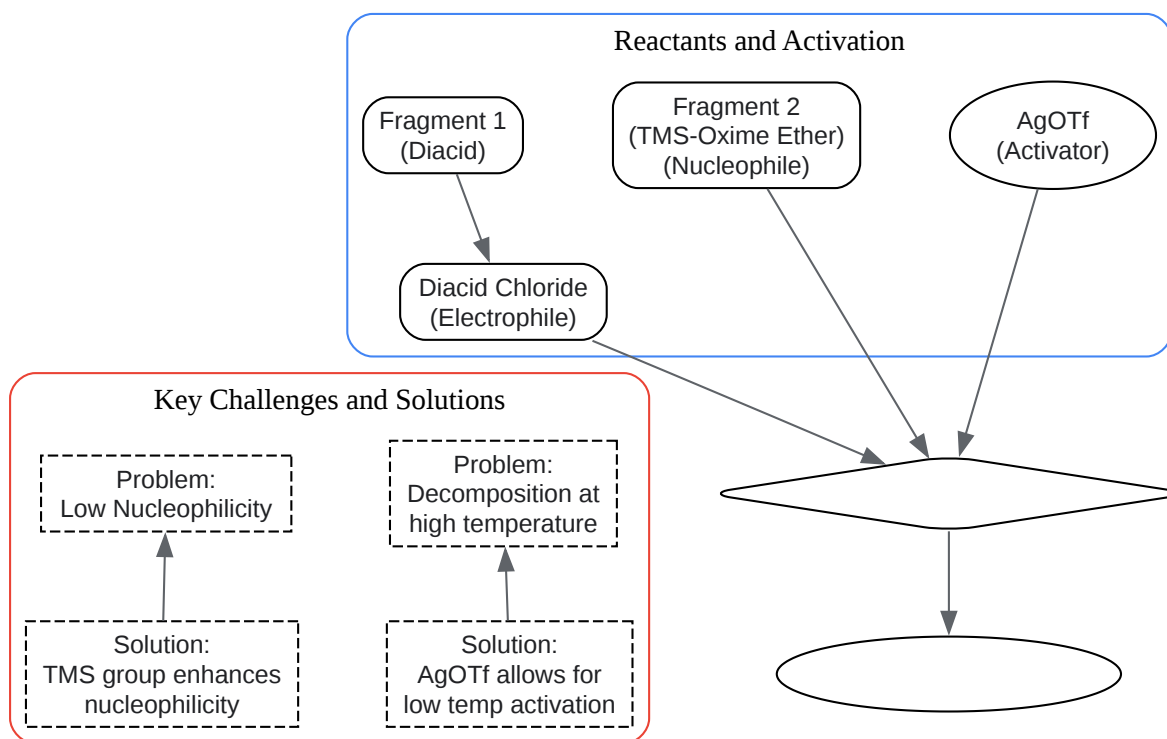 Reactants and Activation
Fragment 1
(Diacid)
Fragment 2
(TMS-Oxime Ether)
(Nucleophile)
AgOTf
(Activator)
Diacid Chloride
(Electrophile)
Key Challenges and Solutions
Problem:
Low Nucleophilicity
Problem:
Decomposition at
high temperature
Solution:
TMS group enhances
nucleophilicity
Solution:
AgOTf allows for
low temp activation